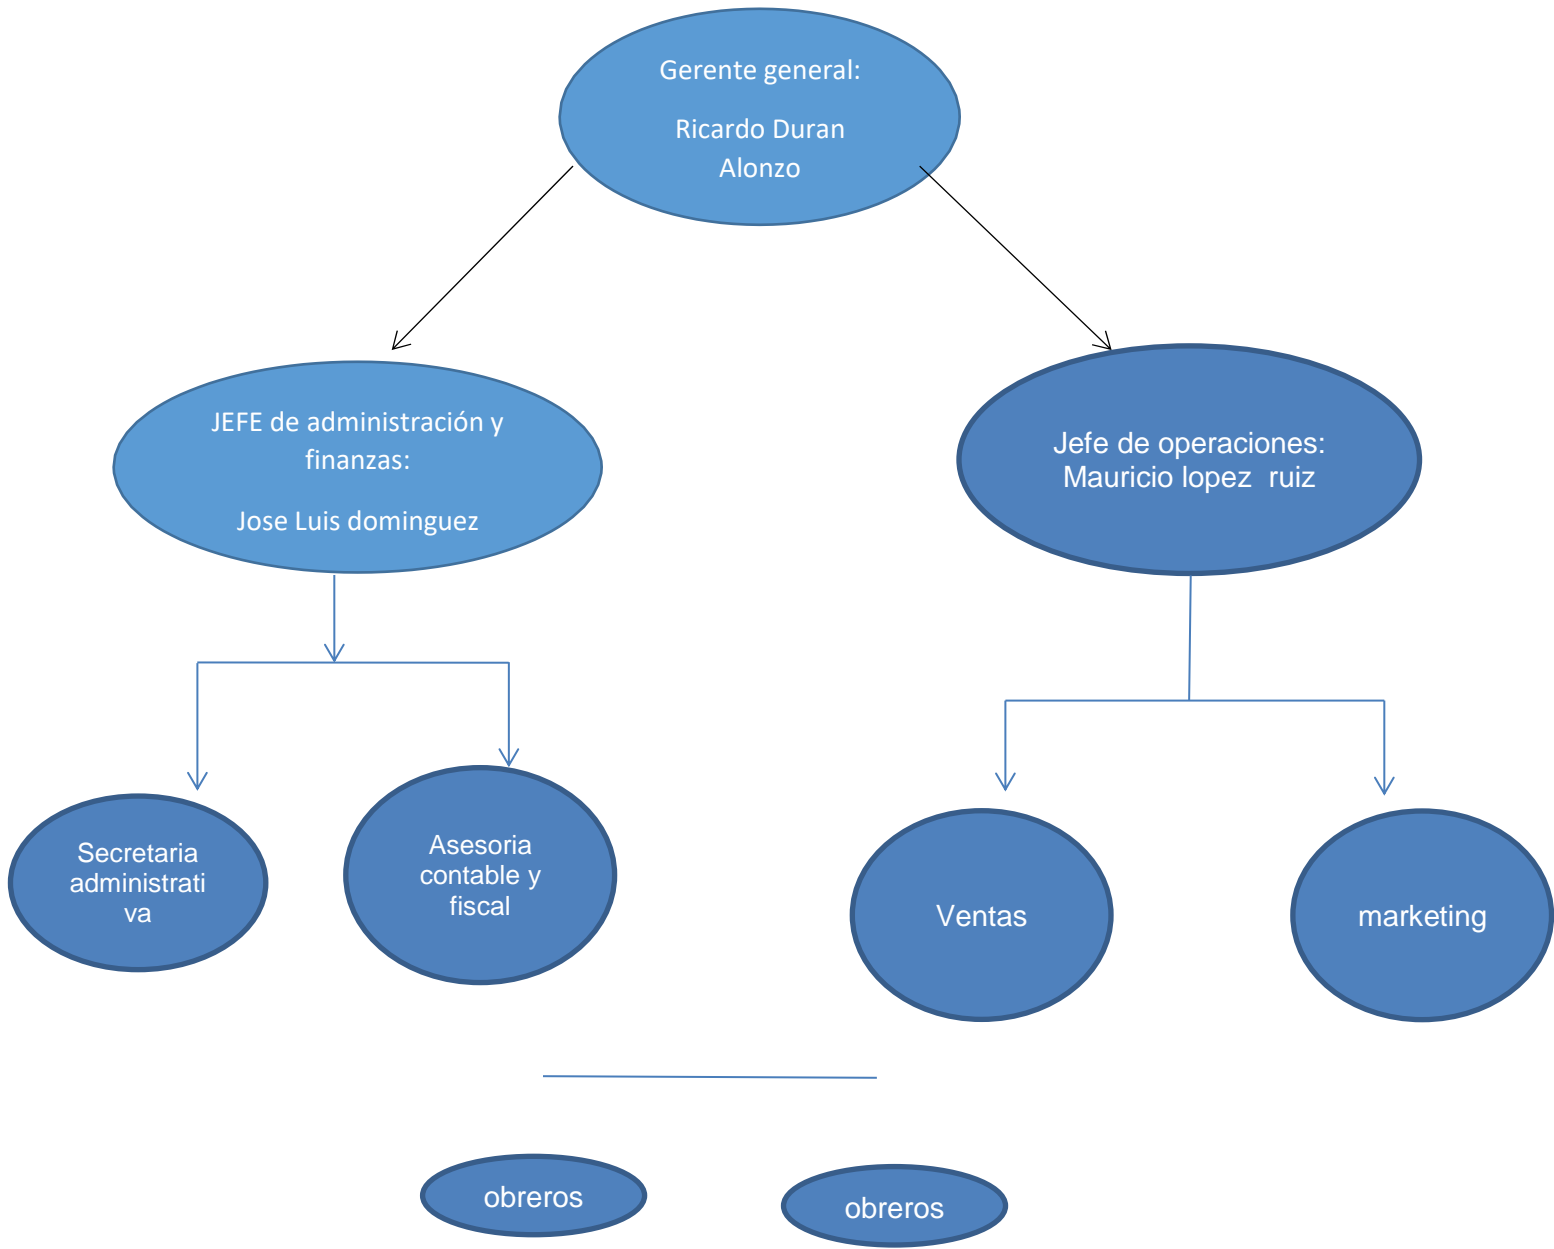 Gerente general:
Ricardo Duran
Alonzo
JEFE de administración y
finanzas:
Jose Luis dominguez
Jefe de operaciones:
Mauricio lopez ruiz
Secretaria
administrati
va
Asesoria
contable y
fiscal
Ventas
marketing
obreros
obreros